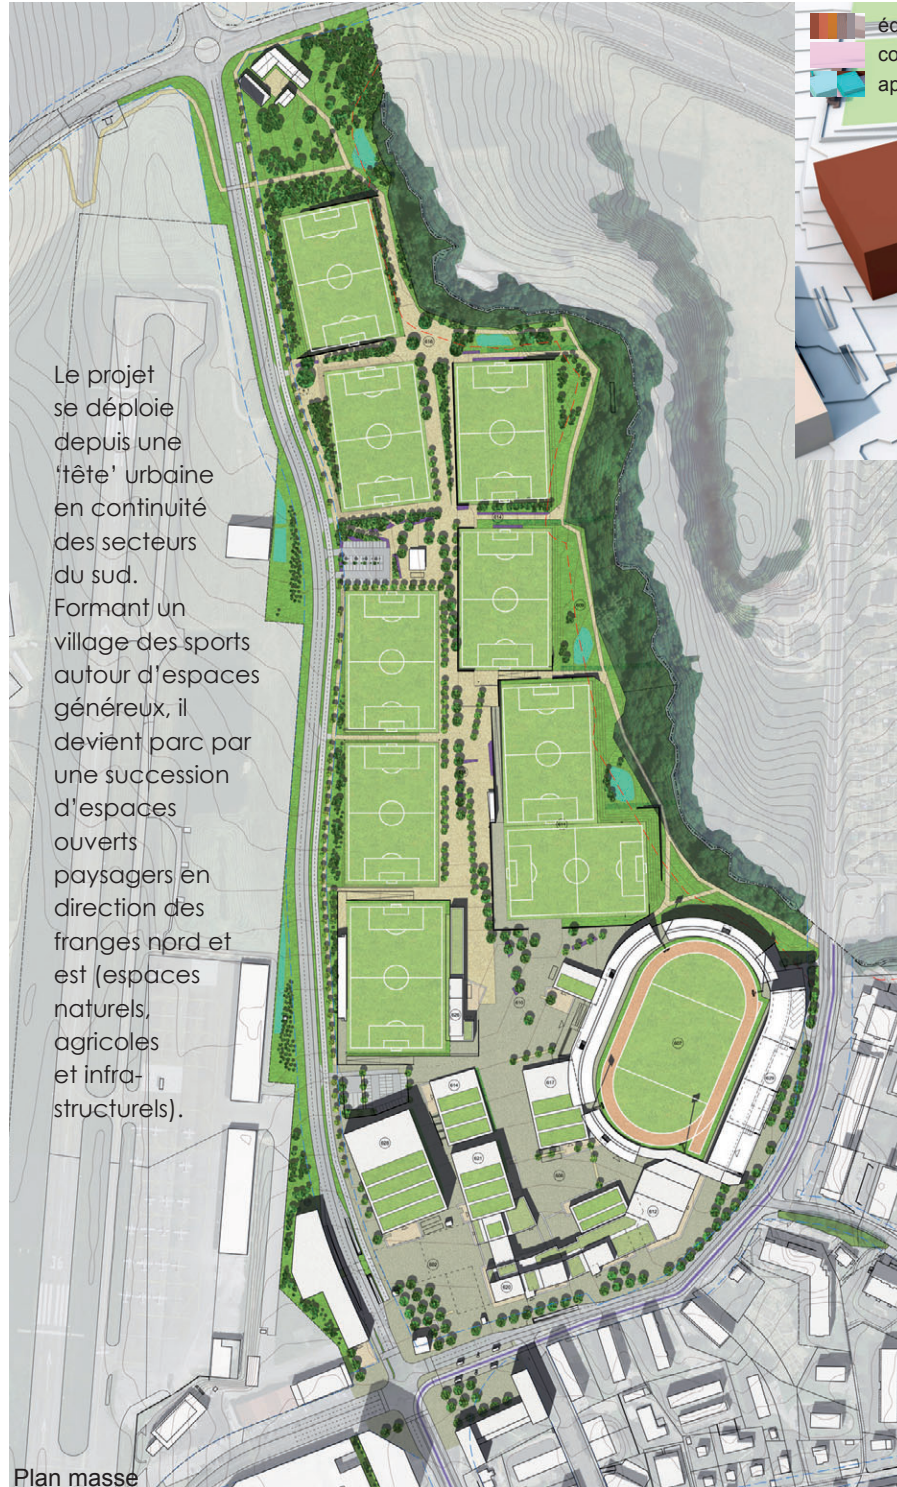 Le projet
se déploie
depuis une
‘tête’ urbaine
en continuité
des secteurs
du sud.
Formant un
village des sports
autour d’espaces
généreux, il
devient parc par
une succession
d’espaces
ouverts
paysagers en
direction des
franges nord et
est (espaces
naturels,
agricoles
et infra-
structurels).
Plan masse
36